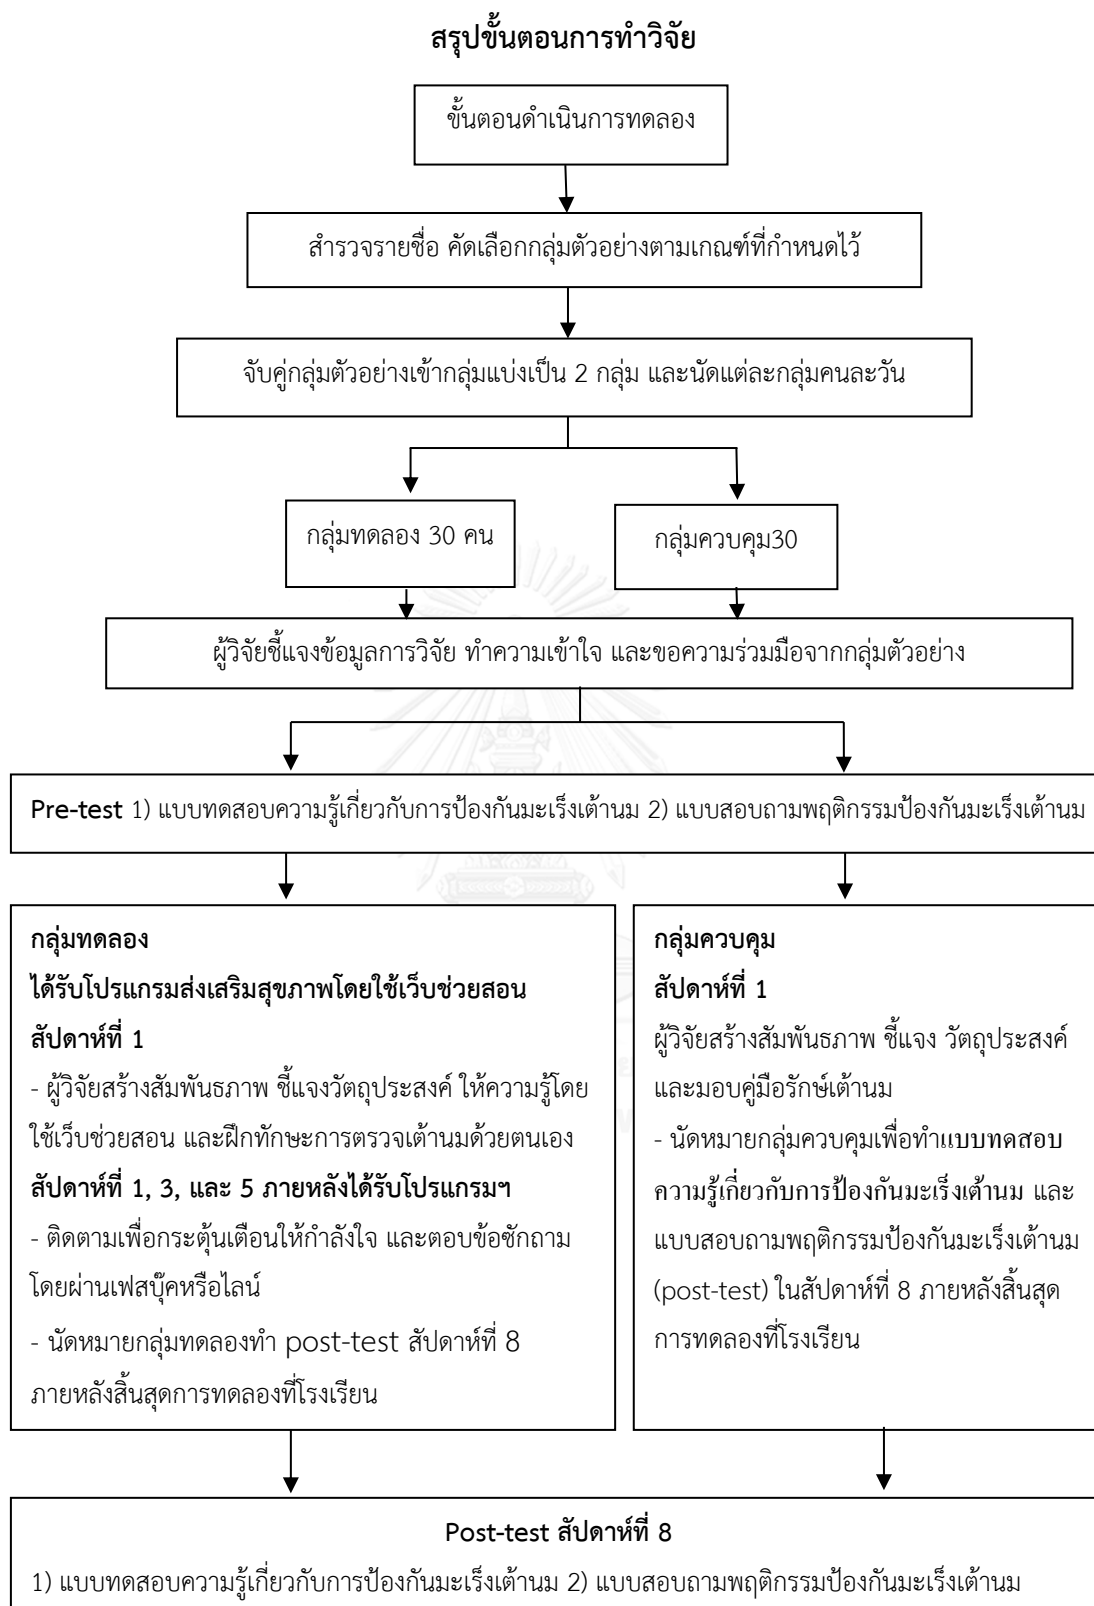 สรุปขั้นตอนการทำวิจัย
ขั้นตอนดำเนินการทดลอง
สำรวจรายชื่อ คัดเลือกกลุ่มตัวอย่างตามเกณฑ์ที่กำหนดไว้
จับคู่กลุ่มตัวอย่างเข้ากลุ่มแบ่งเป็น 2 กลุ่ม และนัดแต่ละกลุ่มคนละวัน
กลุ่มทดลอง 30 คน
กลุ่มควบคุม30
ผู้วิจัยชี้แจงข้อมูลการวิจัย ทำความเข้าใจ และขอความร่วมมือจากกลุ่มตัวอย่าง
Pre-test 1) แบบทดสอบความรู้เกี่ยวกับการป้องกันมะเร็งเต้านม 2) แบบสอบถามพฤติกรรมป้องกันมะเร็งเต้านม
กลุ่มทดลอง
ได้รับโปรแกรมส่งเสริมสุขภาพโดยใช้เว็บช่วยสอน
สัปดาห์ที่ 1
- ผู้วิจัยสร้างสัมพันธภาพ ชี้แจงวัตถุประสงค์ ให้ความรู้โดย
ใช้เว็บช่วยสอน และฝึกทักษะการตรวจเต้านมด้วยตนเอง
สัปดาห์ที่ 1, 3, และ 5 ภายหลังได้รับโปรแกรมฯ
- ติดตามเพื่อกระตุ้นเตือนให้กำลังใจ และตอบข้อซักถาม
โดยผ่านเฟสบุ๊คหรือไลน์
- นัดหมายกลุ่มทดลองทำ post-test สัปดาห์ที่ 8
ภายหลังสิ้นสุดการทดลองที่โรงเรียน
กลุ่มควบคุม
สัปดาห์ที่ 1
ผู้วิจัยสร้างสัมพันธภาพ ชี้แจง วัตถุประสงค์
และมอบคู่มือรักษ์เต้านม
- นัดหมายกลุ่มควบคุมเพื่อทำแบบทดสอบ
ความรู้เกี่ยวกับการป้องกันมะเร็งเต้านม และ
แบบสอบถามพฤติกรรมป้องกันมะเร็งเต้านม
(post-test) ในสัปดาห์ที่ 8 ภายหลังสิ้นสุด
การทดลองที่โรงเรียน
Post-test สัปดาห์ที่ 8
1) แบบทดสอบความรู้เกี่ยวกับการป้องกันมะเร็งเต้านม 2) แบบสอบถามพฤติกรรมป้องกันมะเร็งเต้านม